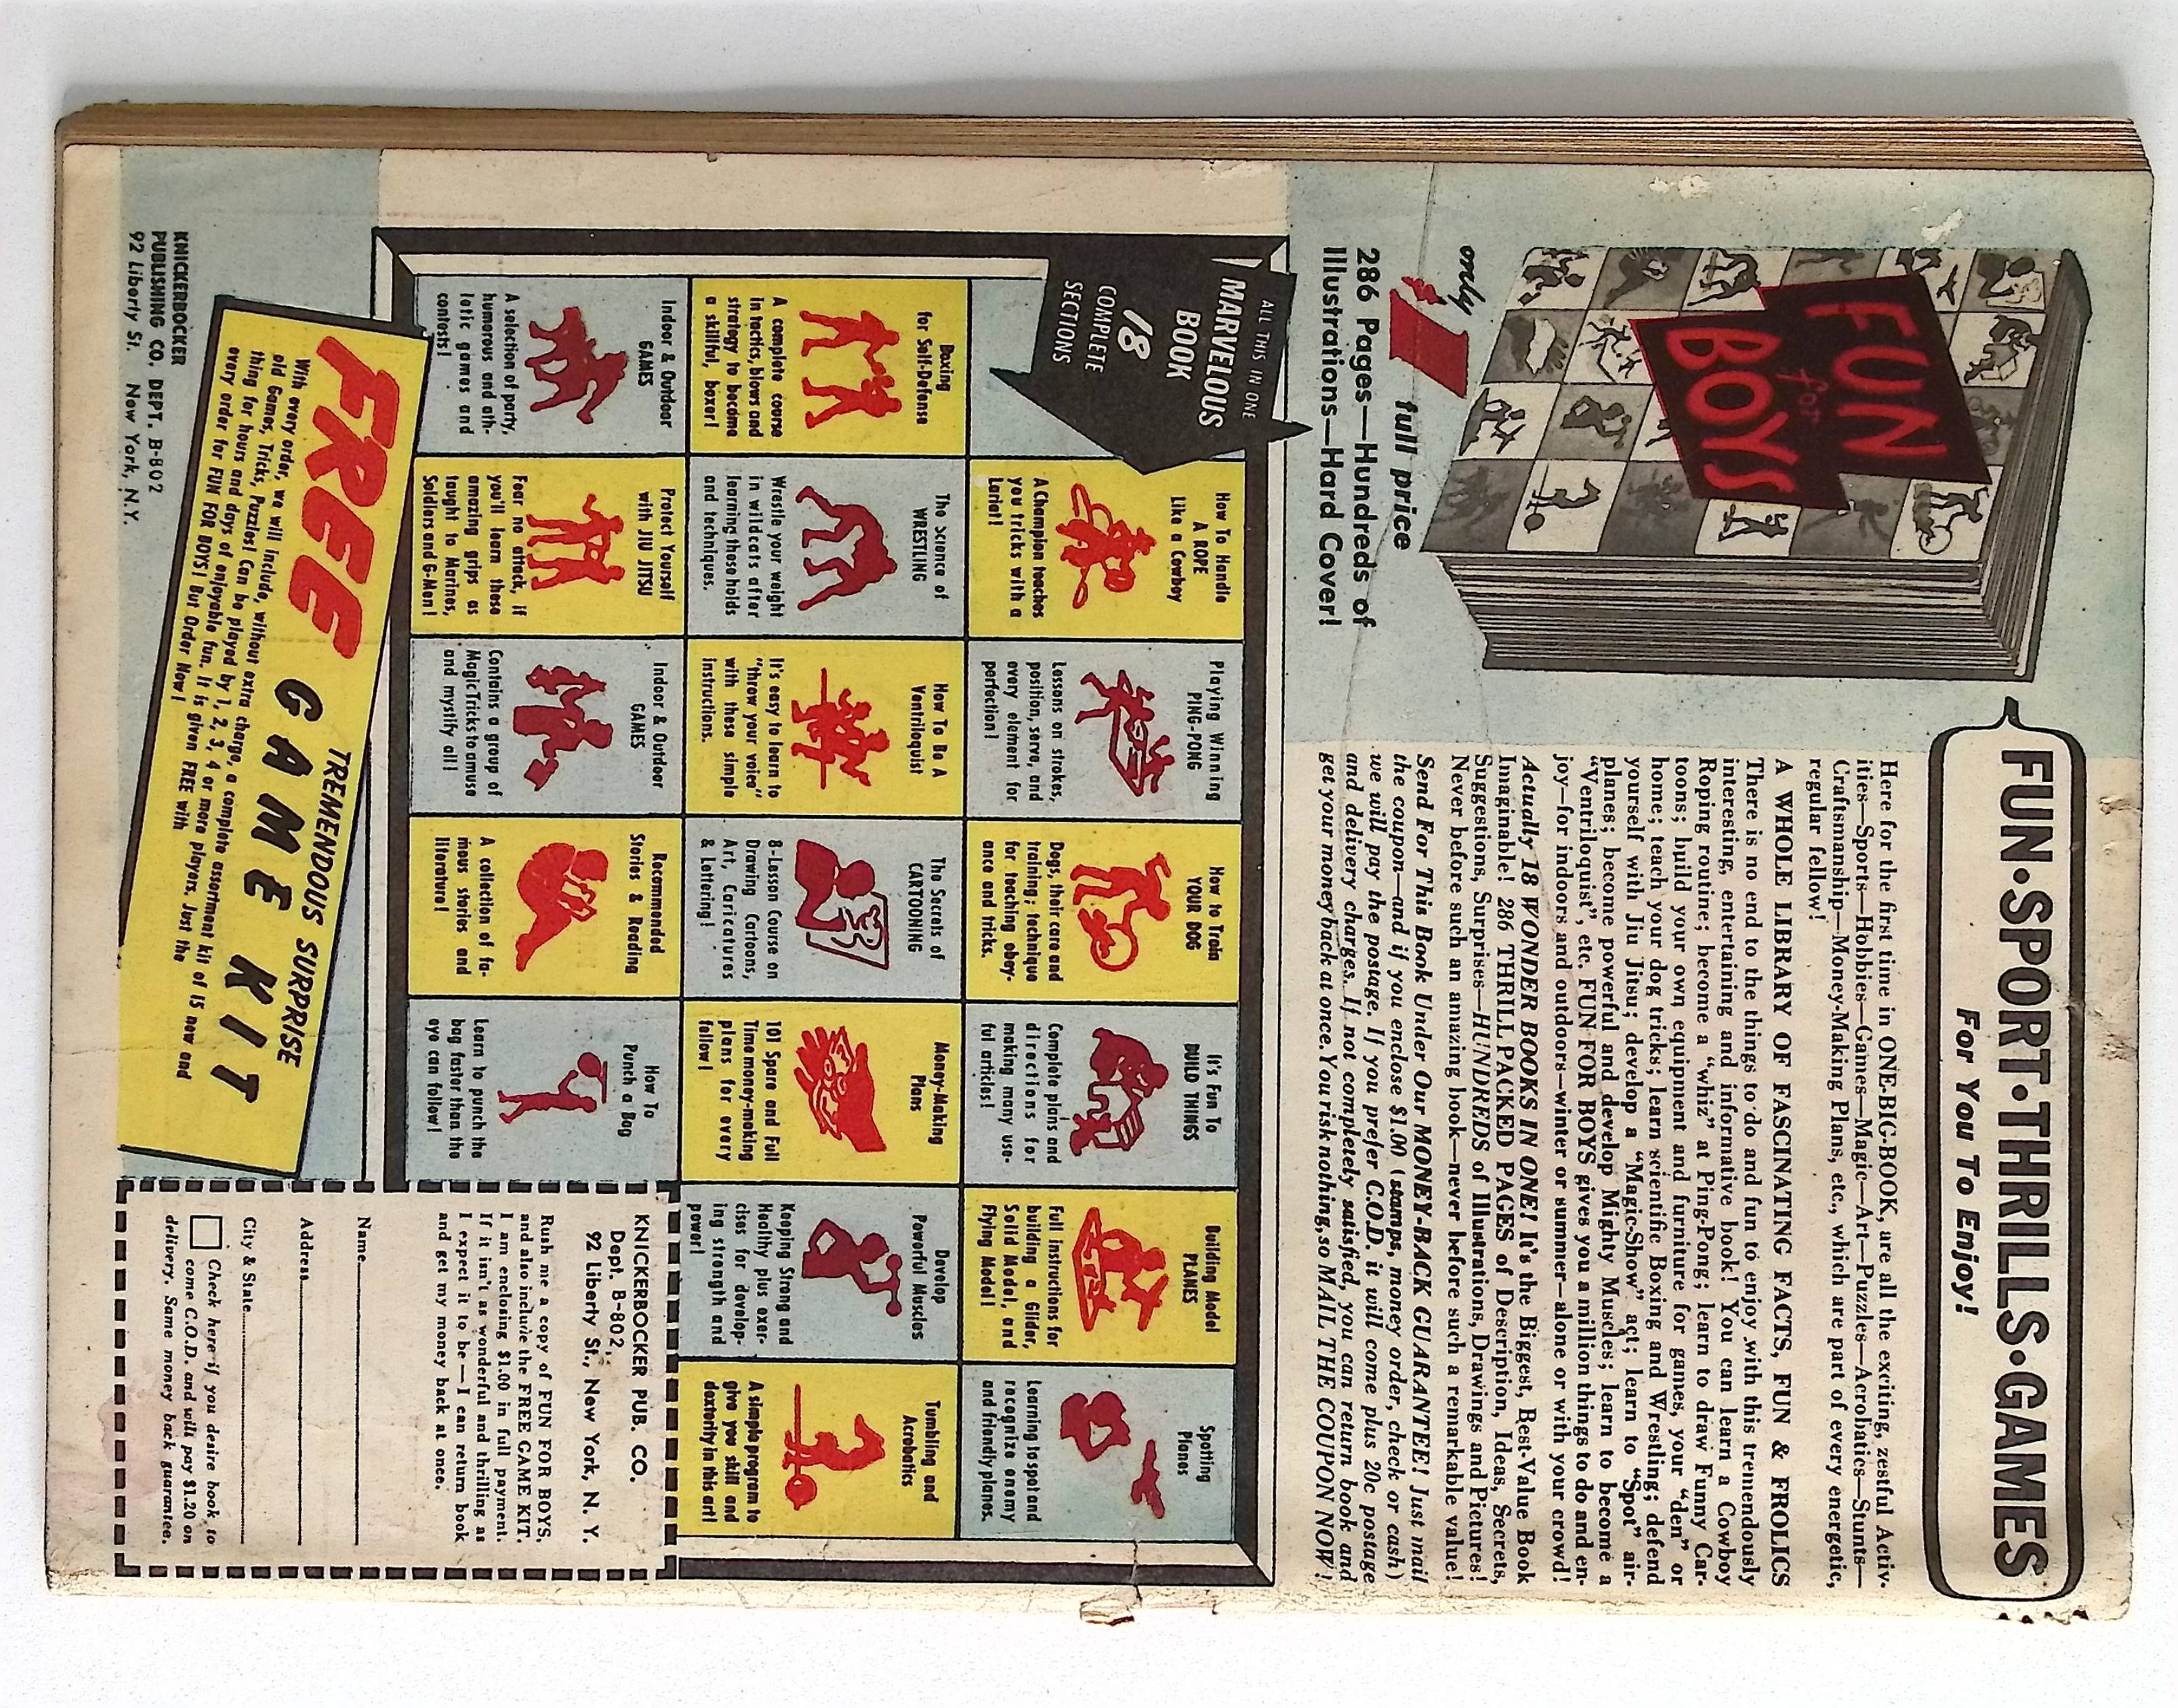 FUN•SPORT•THRILLS•GAMES
For You To Enjoy!
FUN
for
BOYS
only
$1 full price
286 Pages—Hundreds of
Illustrations—Hard Cover!
Here for the first time in ONE-BIG-BOOK, are all the exciting, zestful Activ-
ities—Sports—Hobbies—Games—Magic—Art—Puzzles—Acrobatics—Stunts—
Craftsmanship—Money-Making Plans, etc., which are part of every energetic,
regular fellow!
A WHOLE LIBRARY OF FASCINATING FACTS, FUN & FROLICS
There is no end to the things to do and fun to enjoy with this tremendously
interesting, entertaining and informative book! You can learn a Cowboy
Roping routine; become a "whiz" at Ping-Pong; learn to draw Funny Car-
toons; build your own equipment and furniture for games, your "den" or
home; teach your dog tricks; learn scientific Boxing and Wrestling; defend
yourself with Jiu Jitsu; develop a "Magic-Show" act; learn to "Spot" air-
planes; become powerful and develop Mighty Muscles; learn to become a
"Ventriloquist", etc. FUN FOR BOYS gives you a million things to do and en-
joy—for indoors and outdoors—winter or summer—alone or with your crowd!
Actually 18 WONDER BOOKS IN ONE! It's the Biggest, Best-Value Book
Imaginable! 286 THRILL PACKED PAGES of Description, Ideas, Secrets,
Suggestions, Surprises—HUNDREDS of Illustrations, Drawings and Pictures!
Never before such an amazing book—never before such a remarkable value!
Send For This Book Under Our MONEY-BACK GUARANTEE! Just mail
the coupon—and if you enclose $1.00 (stamps, money order, check or cash)
we will pay the postage. If you prefer C.O.D. it will come plus 20c postage
and delivery charges. If not completely satisfied, you can return book and
get your money back at once. You risk nothing, so MAIL THE COUPON NOW!
ALL THIS IN ONE
MARVELOUS
BOOK
18
COMPLETE
SECTIONS
How To Handle
A ROPE
Like a Cowboy
A Champion teaches
you tricks with a
Lariat!
Playing Winning
PING-PONG
Lessons on strokes,
position, serve, and
every element for
perfection!
How to Train
YOUR DOG
Dogs, their care and
training; technique
for teaching obey-
ance and tricks.
It's Fun To
BUILD THINGS
Complete plans and
directions for
making many use-
ful articles!
Building Model
PLANES
Full instructions for
building a Glider,
Solid Model, and
Flying Model!
Spotting
Planes
Learning to spot and
recognize enemy
and friendly planes.
Boxing
for Self-Defense
A complete course
in tactics, blows and
strategy to become
a skillful, boxer!
The Science of
WRESTLING
Wrestle your weight
in wildcats after
learning these holds
and techniques.
How To Be A
Ventriloquist
It's easy to learn to
"throw your voice"
with these simple
instructions.
The Secrets of
CARTOONING
8-Lesson Course on
Drawing Cartoons,
Art, Caricatures
& Lettering!
Money-Making
Plans
101 Spare and Full
Time money-making
plans for every
fellow!
Develop
Powerful Muscles
Keeping Strong and
Healthy plus exer-
cises for develop-
ing strength and
power!
Tumbling and
Acrobatics
A simple program to
give you skill and
dexterity in this art!
Indoor & Outdoor
GAMES
A selection of party,
humorous and ath-
letic games and
contests!
Protect Yourself
with JIU JITSU
Fear no attack, if
you'll learn these
amazing grips as
taught to Marines,
Soldiers and G-Men!
Indoor & Outdoor
GAMES
Contains a group of
Magic Tricks to amuse
and mystify all!
Recommended
Stories & Reading
A collection of fa-
mous stories and
literature!
How To
Punch a Bag
Learn to punch the
bag faster than the
eye can follow!
FREE
TREMENDOUS SURPRISE
GAME KIT
With every order, we will include, without extra charge, a complete assortment kit of 15 new and
old Games, Tricks, Puzzles! Can be played by 1, 2, 3, 4 or more players. Just the
thing for hours and days of enjoyable fun. It is given FREE with
every order for FUN FOR BOYS! But Order Now!
KNICKERBOCKER
PUBLISHING CO. DEPT. B-802
92 Liberty St. New York, N.Y.
KNICKERBOCKER PUB. CO.
Dept. B-802,
92 Liberty St., New York, N. Y.
Rush me a copy of FUN FOR BOYS,
and also include the FREE GAME KIT.
I am enclosing $1.00 in full payment.
If it isn't as wonderful and thrilling as
I expect it to be—I can return book
and get my money back at once.
Name
Address
City & State
Check here if you desire book to
come C.O.D. and will pay $1.20 on
delivery. Same money back guarantee.